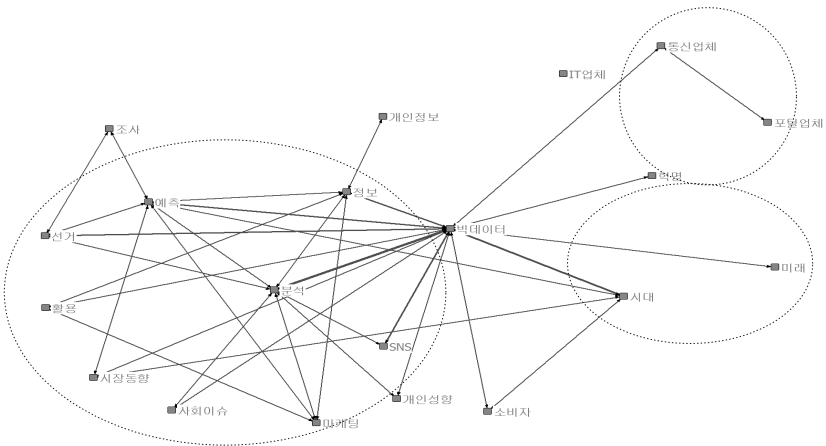 통신업체
IT업체
포털업체
개인정보
조사
혁명
정보
예측
빅데이터
선거
미래
분석
시대
활용
SNS
시장동향
개인성향
사회이슈
소비자
마케팅